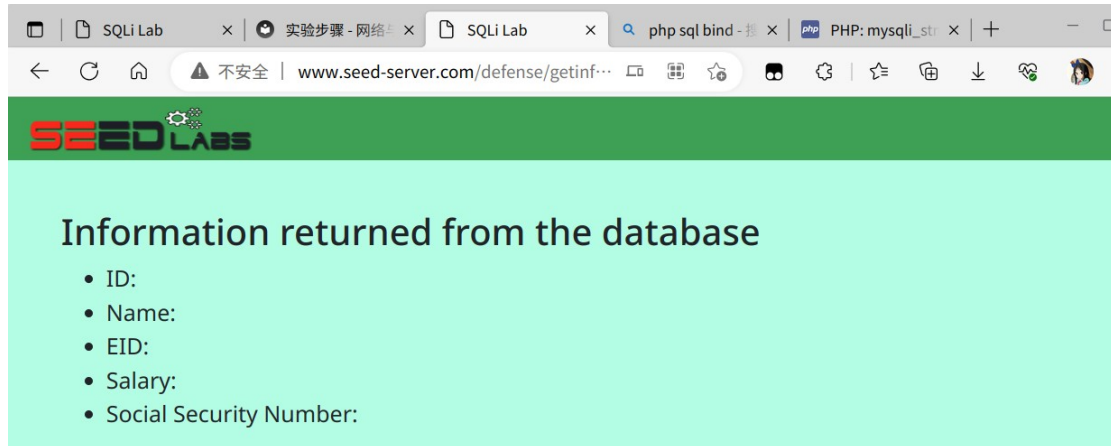 SQLi Lab 实验步骤 - 网络 SQLi Lab php sql bind - PHP: mysqli_st
不安全 www.seed-server.com/defense/getinf…
SEED LABS
Information returned from the database
• ID:
• Name:
• EID:
• Salary:
• Social Security Number: